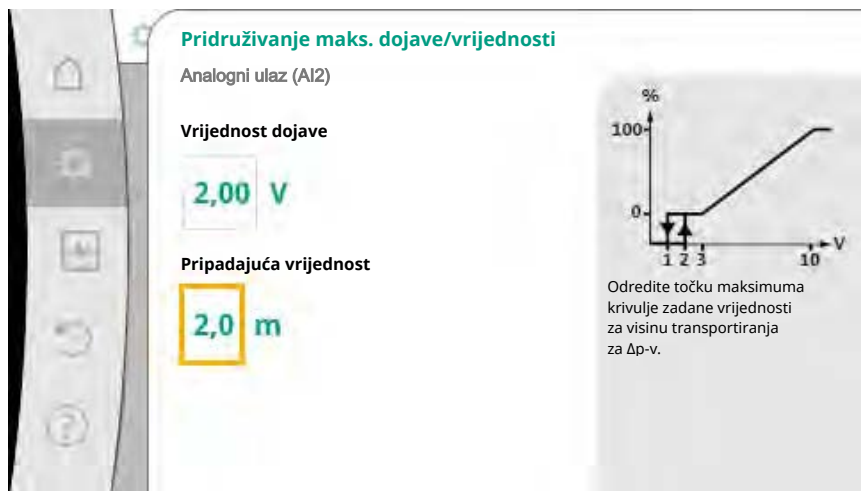 Pridruživanje maks. dojave/vrijednosti
Analogni ulaz (AI2)
Vrijednost dojave
2,00 V
Pripadajuća vrijednost
2,0 m
%
100
0
1 2 3 10 V
Odredite točku maksimuma
krivulje zadane vrijednosti
za visinu transportiranja
za Δp-v.
?